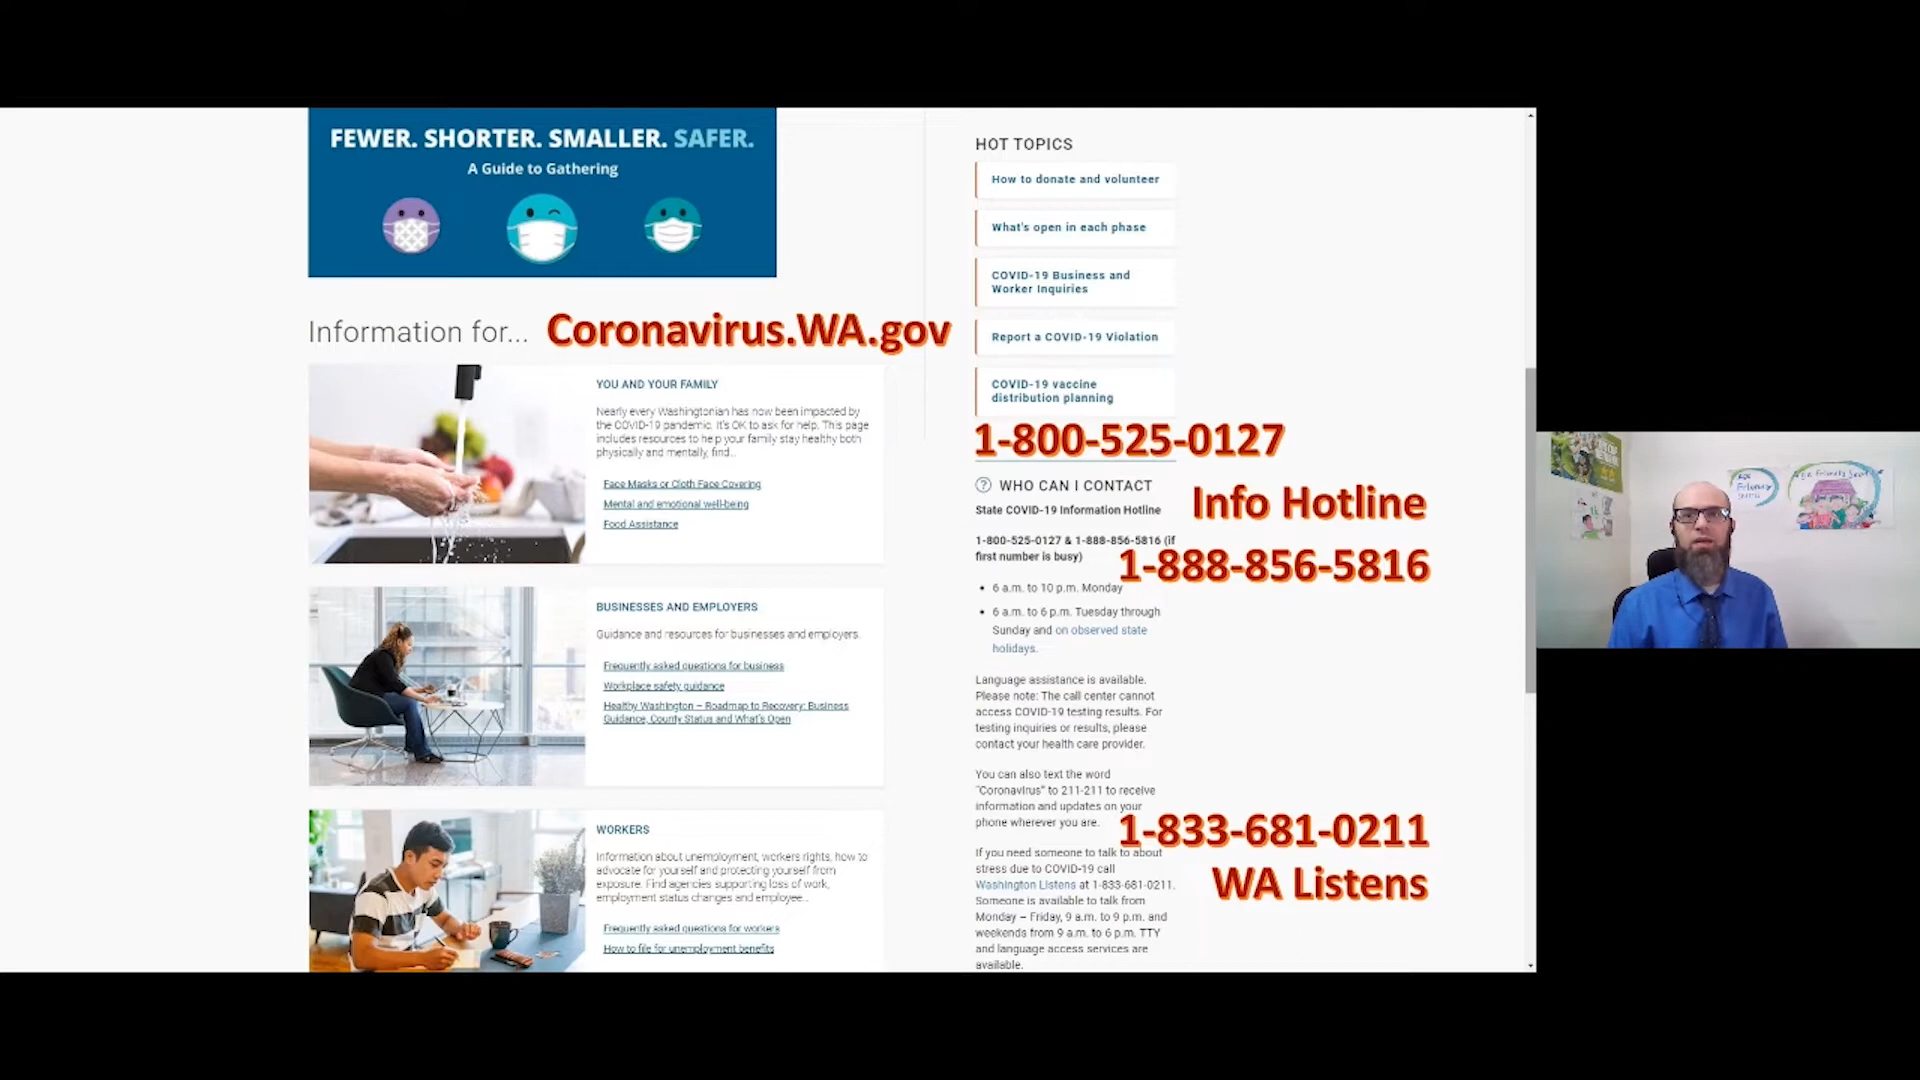 FEWER. SHORTER. SMALLER. SAFER.
A Guide to Gathering
Information for...
Coronavirus.WA.gov
YOU AND YOUR FAMILY
Nearly every Washingtonian has now been impacted by
the COVID-19 pandemic. It's OK to ask for help. This page
includes resources to help your family stay healthy both
physically and mentally, find...
Face Masks or Cloth Face Covering
Mental and emotional well-being
Food Assistance
BUSINESSES AND EMPLOYERS
Guidance and resources for businesses and employers.
Frequently asked questions for business
Workplace safety guidance
Healthy Washington – Roadmap to Recovery: Business
Guidance, County Status and What's Open
WORKERS
Information about unemployment, workers rights, how to
advocate for yourself and protecting yourself from
exposure. Find agencies supporting loss of work,
employment status changes and employee...
Frequently asked questions for workers
How to file for unemployment benefits
HOT TOPICS
How to donate and volunteer
What's open in each phase
COVID-19 Business and
Worker Inquiries
Report a COVID-19 Violation
COVID-19 vaccine
distribution planning
1-800-525-0127
WHO CAN I CONTACT
Info Hotline
State COVID-19 Information Hotline
1-800-525-0127 & 1-888-856-5816 (if
first number is busy)
1-888-856-5816
6 a.m. to 10 p.m. Monday
6 a.m. to 6 p.m. Tuesday through
Sunday and on observed state
holidays.
Language assistance is available.
Please note: The call center cannot
access COVID-19 testing results. For
testing inquiries or results, please
contact your health care provider.
You can also text the word
"Coronavirus" to 211-211 to receive
information and updates on your
phone wherever you are.
1-833-681-0211
WA Listens
If you need someone to talk to about
stress due to COVID-19 call
Washington Listens at 1-833-681-0211.
Someone is available to talk from
Monday – Friday, 9 a.m. to 9 p.m. and
weekends from 9 a.m. to 6 p.m. TTY
and language access services are
available.
Age
Friendly